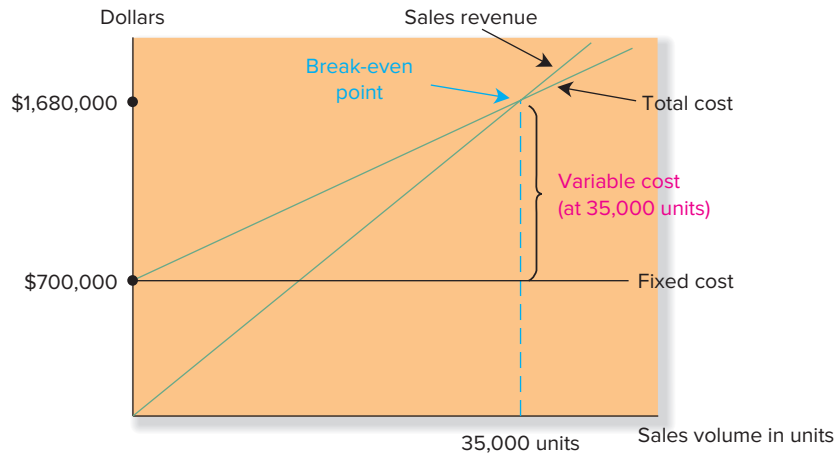 Dollars
Sales revenue
Break-even
point
$1,680,000
Total cost
Variable cost
(at 35,000 units)
$700,000
Fixed cost
35,000 units
Sales volume in units